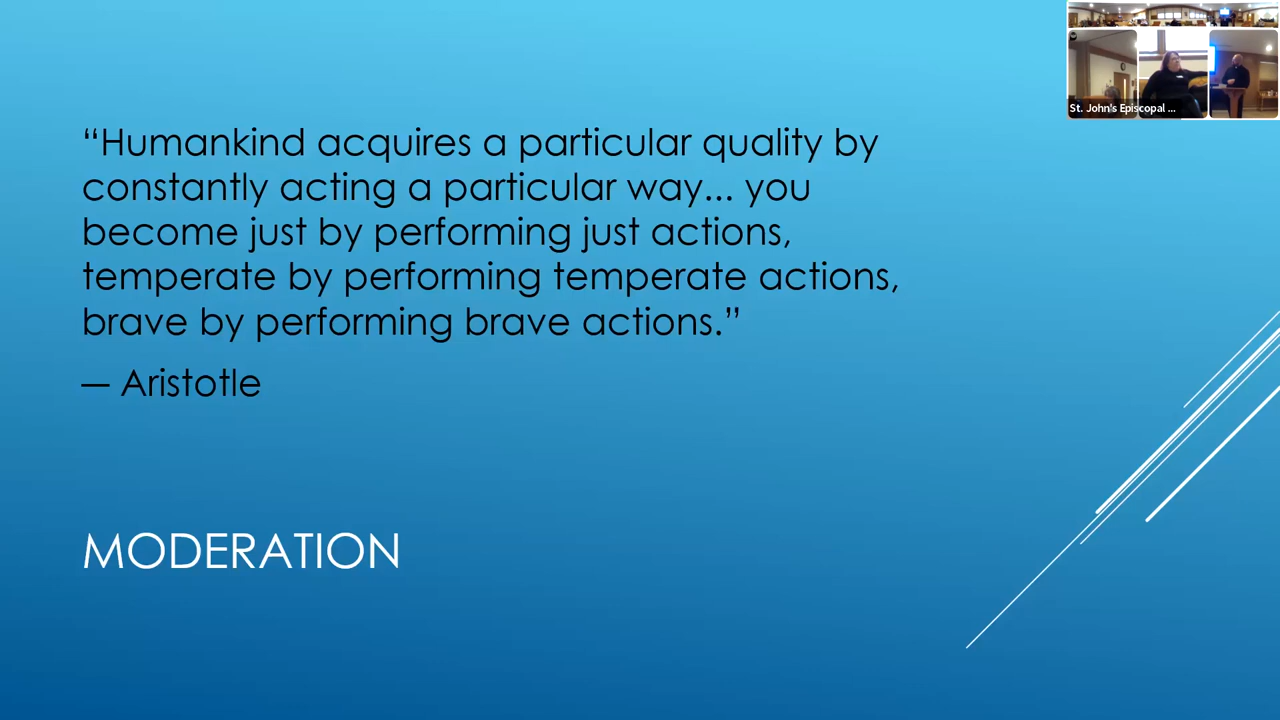 St. John's Episcopal ...
“Humankind acquires a particular quality by
constantly acting a particular way... you
become just by performing just actions,
temperate by performing temperate actions,
brave by performing brave actions.”
― Aristotle
MODERATION